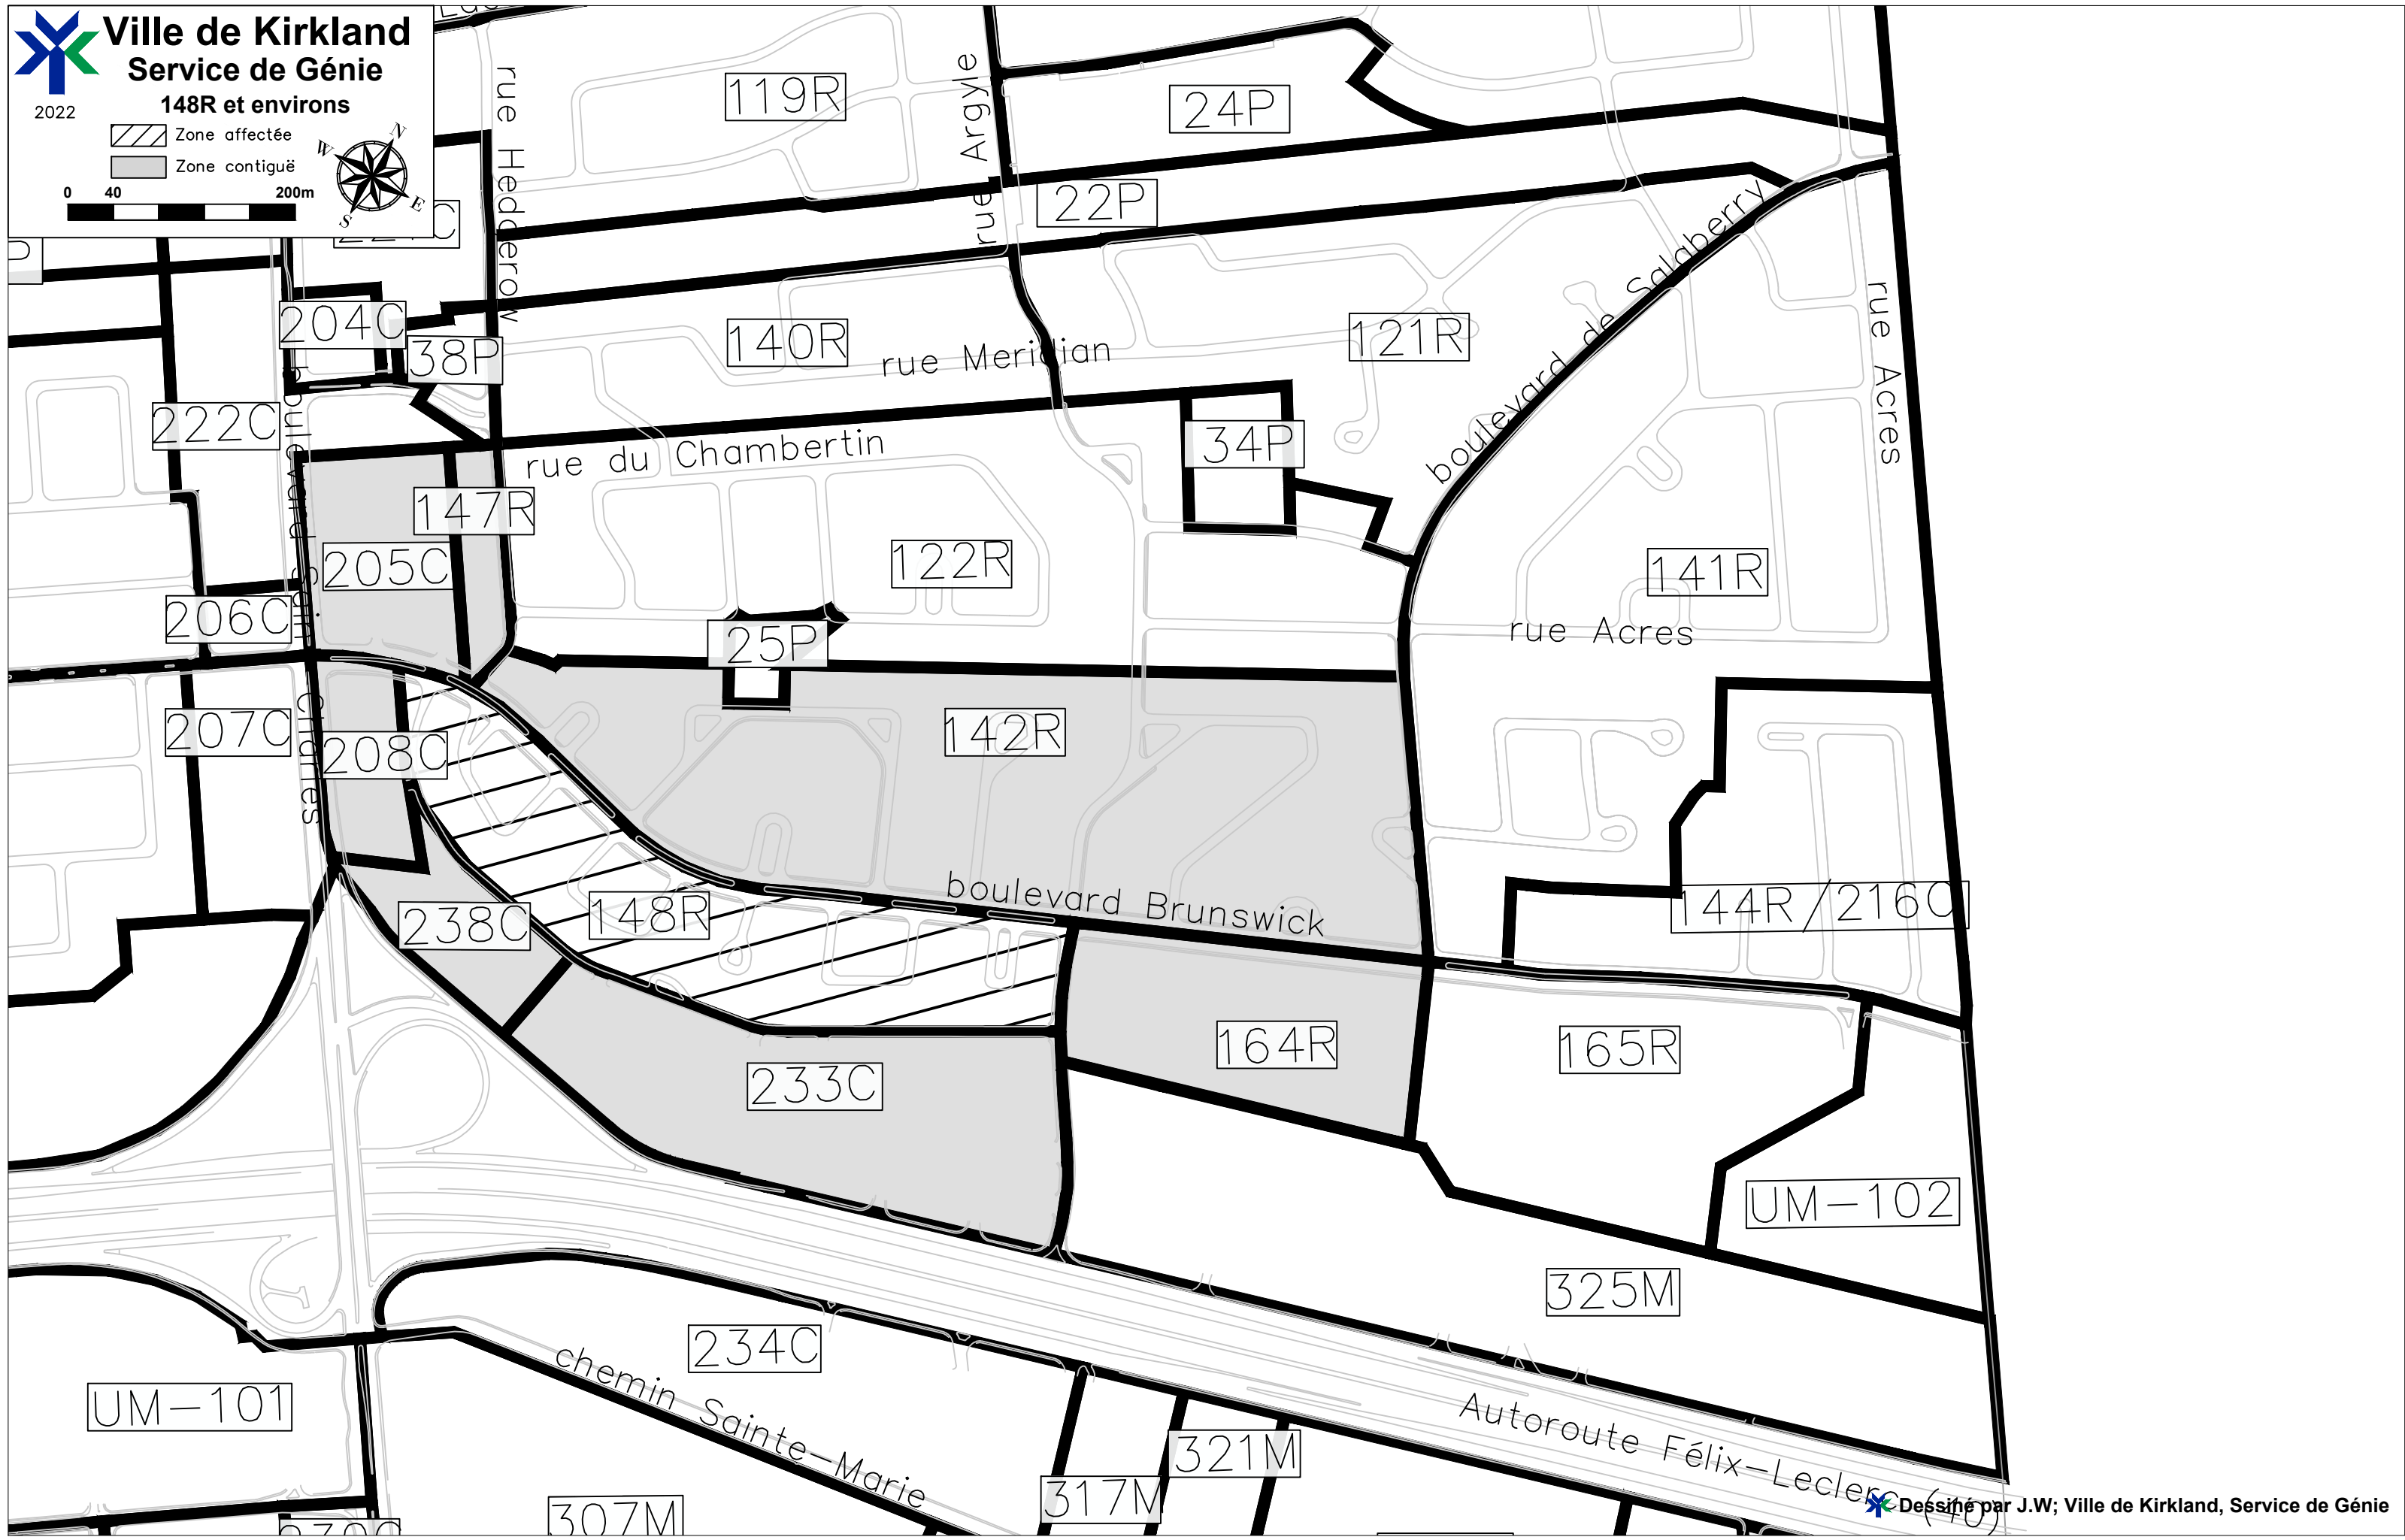 Ville de Kirkland
Service de Génie
2022
148R et environs
Zone affectée
Zone contiguë
0 40 200m
N
W
E
S
rue Hedgerow
119R
rue Argyle
24P
22P
204C
38P
140R
rue Meridian
121R
boulevard de Salaberry
rue Acres
222C
boulevard Saint-Charles
147R
rue du Chambertin
34P
205C
122R
141R
206C
25P
rue Acres
207C
208C
142R
238C
148R
boulevard Brunswick
144R/216C
233C
164R
165R
UM-102
325M
234C
chemin Sainte-Marie
UM-101
321M
317M
307M
Autoroute Félix-Leclerc (40)
Dessiné par J.W; Ville de Kirkland, Service de Génie